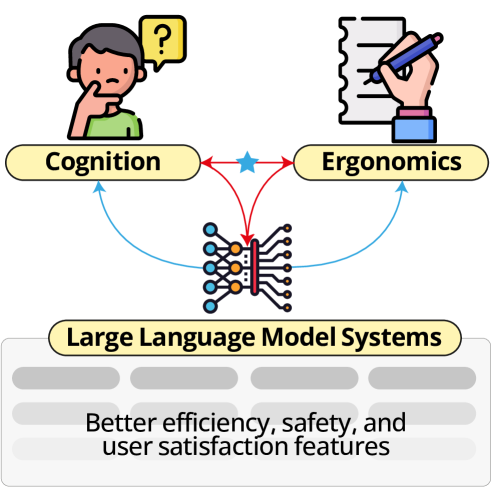 ?
Cognition
Ergonomics
Large Language Model Systems
Better efficiency, safety, and
user satisfaction features